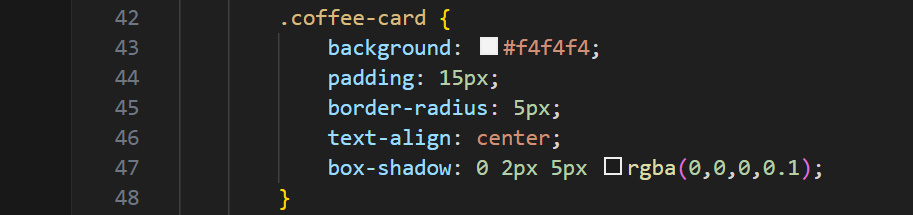 42 .coffee-card {
43 background: #f4f4f4;
44 padding: 15px;
45 border-radius: 5px;
46 text-align: center;
47 box-shadow: 0 2px 5px rgba(0,0,0,0.1);
48 }